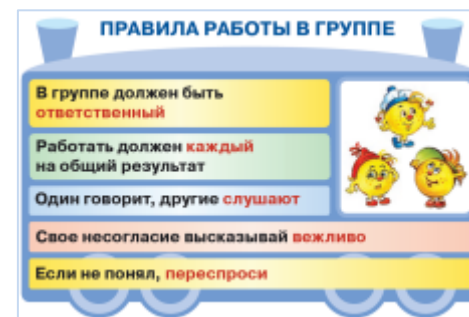 ПРАВИЛА РАБОТЫ В ГРУППЕ
В группе должен быть
ответственный
Работать должен каждый
на общий результат
Один говорит, другие слушают
Свое несогласие высказывай вежливо
Если не понял, переспроси